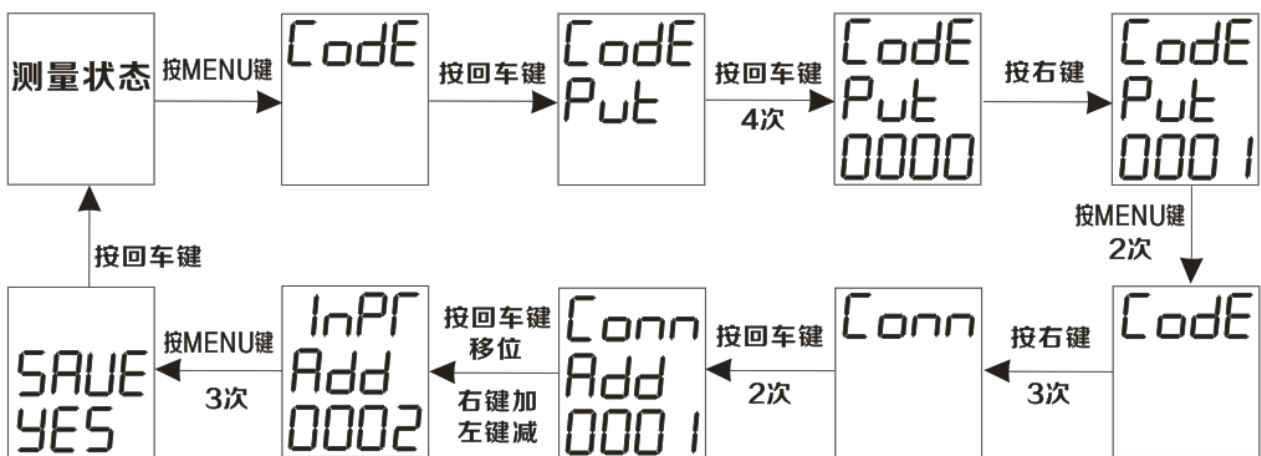 测量状态
按MENU键
CodE
按回车键
CodE
Put
按回车键
4次
CodE
Put
0000
按右键
CodE
Put
0001
按MENU键
2次
CodE
按右键
3次
Conn
按回车键
2次
Conn
Add
0001
按回车键
移位
右键加
左键减
InPT
Add
0002
按MENU键
3次
SAUE
YES
按回车键